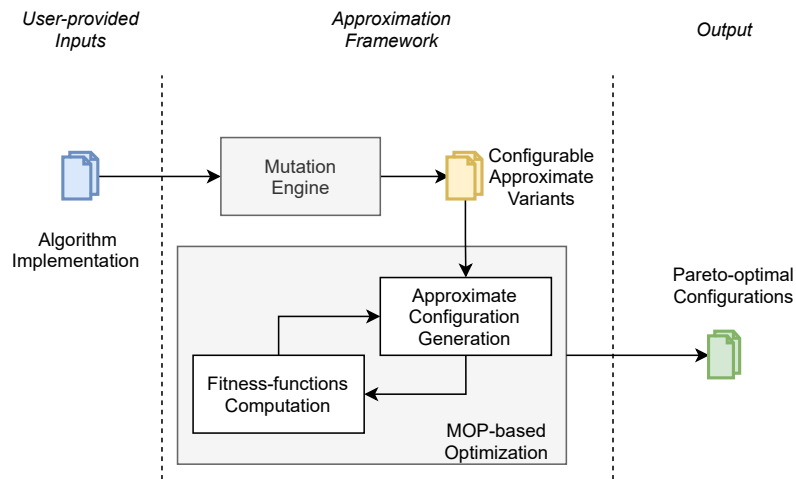 User-provided
Inputs
Approximation
Framework
Output
Mutation
Engine
Configurable
Approximate
Variants
Algorithm
Implementation
Approximate
Configuration
Generation
Fitness-functions
Computation
MOP-based
Optimization
Pareto-optimal
Configurations